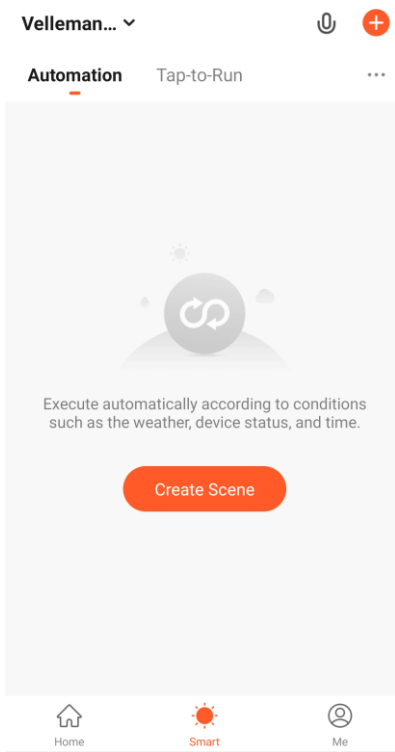 Velleman...
Automation Tap-to-Run
Execute automatically according to conditions
such as the weather, device status, and time.
Create Scene
Home Smart Me